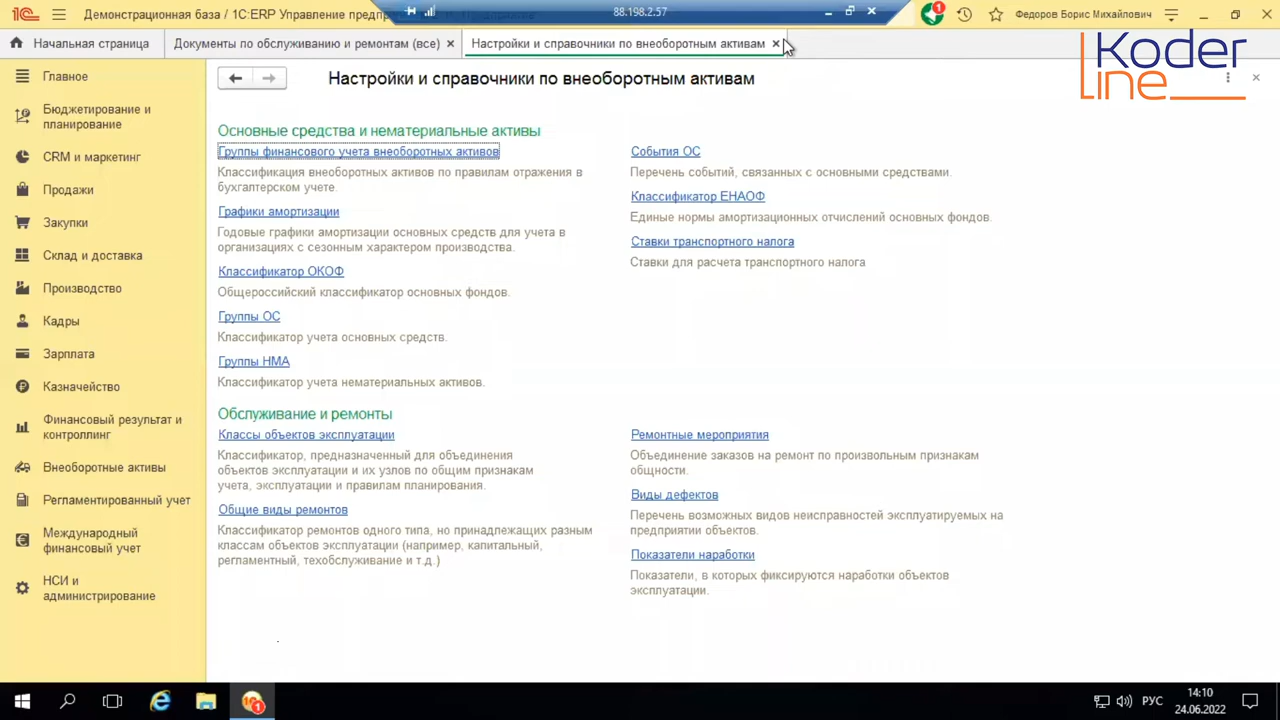 1С Демонстрационная база / 1С:ERP Управление предпр
88.198.2.57
1
Федоров Борис Михайлович
Начальная страница
Документы по обслуживанию и ремонтам (все) ×
Настройки и справочники по внеоборотным активам ×
Koder
line
Главное
Бюджетирование и
планирование
CRM и маркетинг
Продажи
Закупки
Склад и доставка
Производство
Кадры
Зарплата
Казначейство
Финансовый результат и
контроллинг
Внеоборотные активы
Регламентированный учет
Международный
финансовый учет
НСИ и
администрирование
Настройки и справочники по внеоборотным активам
Основные средства и нематериальные активы
Группы финансового учета внеоборотных активов
Классификация внеоборотных активов по правилам отражения в
бухгалтерском учете.
Графики амортизации
Годовые графики амортизации основных средств для учета в
организациях с сезонным характером производства.
Классификатор ОКОФ
Общероссийский классификатор основных фондов.
Группы ОС
Классификатор учета основных средств.
Группы НМА
Классификатор учета нематериальных активов.
События ОС
Перечень событий, связанных с основными средствами.
Классификатор ЕНАОФ
Единые нормы амортизационных отчислений основных фондов.
Ставки транспортного налога
Ставки для расчета транспортного налога
Обслуживание и ремонты
Классы объектов эксплуатации
Классификатор, предназначенный для объединения
объектов эксплуатации и их узлов по общим признакам
учета, эксплуатации и правилам планирования.
Общие виды ремонтов
Классификатор ремонтов одного типа, но принадлежащих разным
классам объектов эксплуатации (например, капитальный,
регламентный, техобслуживание и т.д.)
Ремонтные мероприятия
Объединение заказов на ремонт по произвольным признакам
общности.
Виды дефектов
Перечень возможных видов неисправностей эксплуатируемых на
предприятии объектов.
Показатели наработки
Показатели, в которых фиксируются наработки объектов
эксплуатации.
1
РУС
14:10
24.06.2022